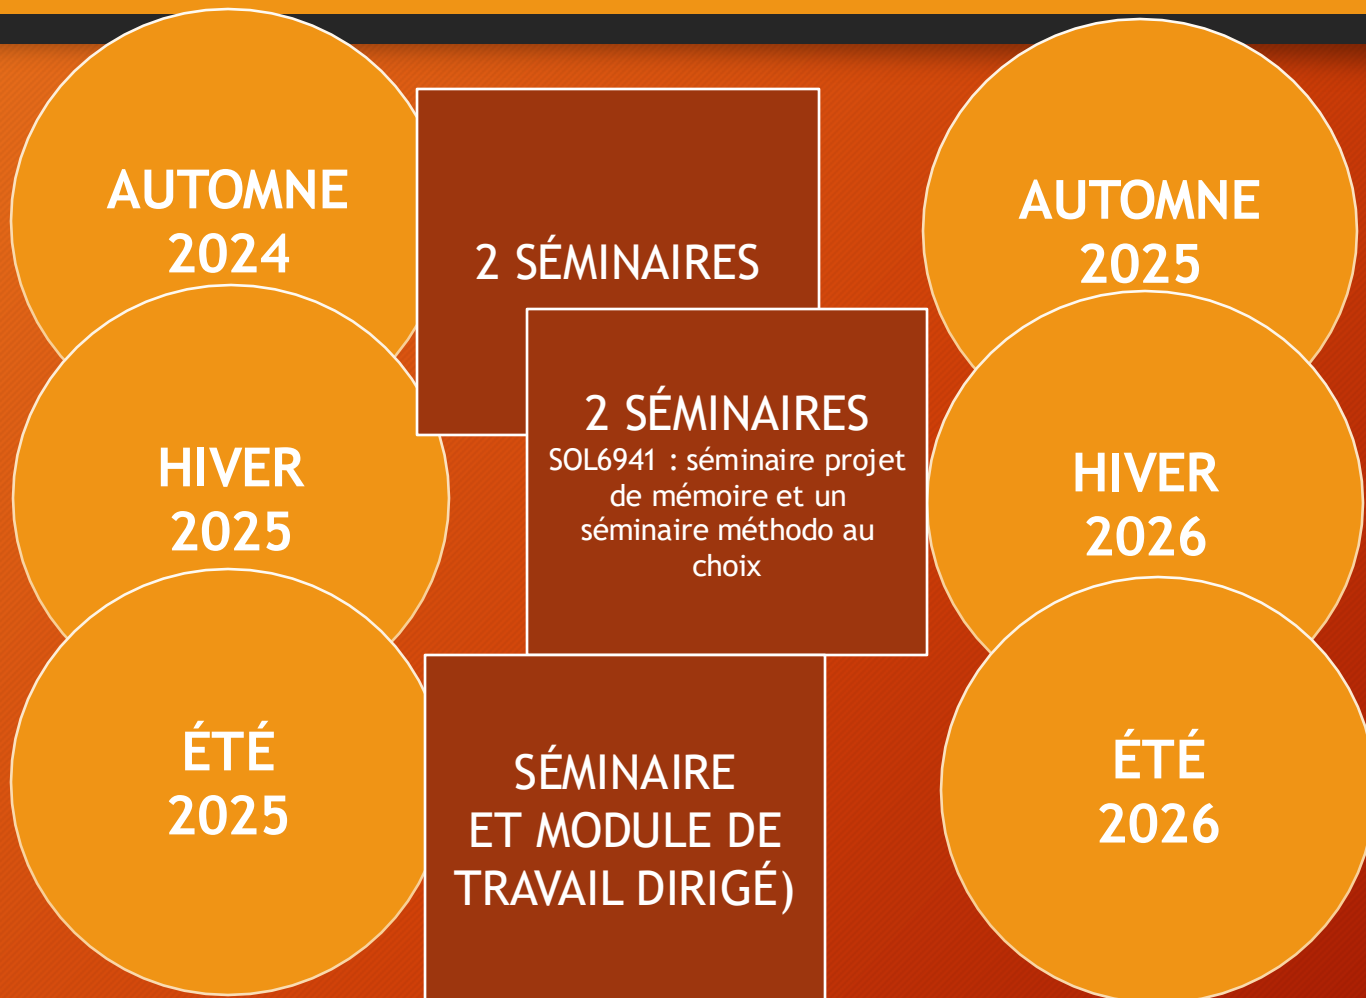 AUTOMNE
2024
HIVER
2025
ÉTÉ
2025
2 SÉMINAIRES
2 SÉMINAIRES
SOL6941 : séminaire projet
de mémoire et un
séminaire méthodo au
choix
SÉMINAIRE
ET MODULE DE
TRAVAIL DIRIGÉ)
AUTOMNE
2025
HIVER
2026
ÉTÉ
2026